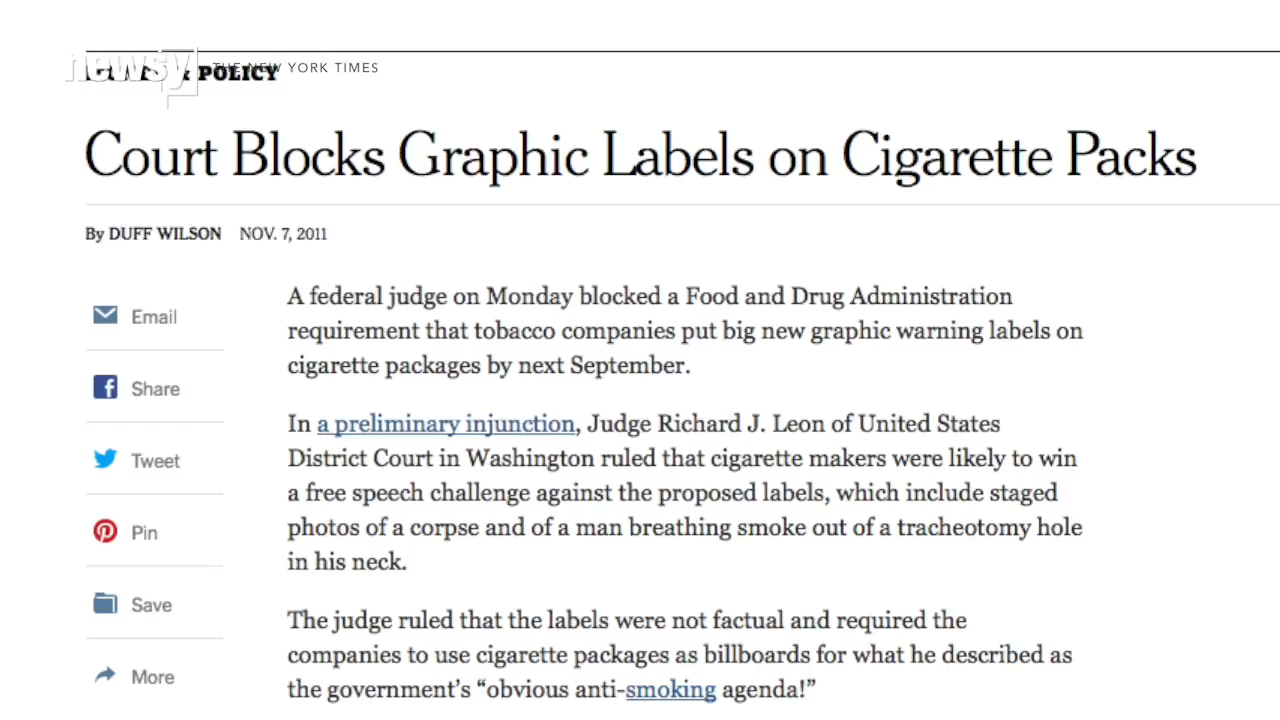 newsy
THE NEW YORK TIMES
& POLICY
Court Blocks Graphic Labels on Cigarette Packs
By DUFF WILSON NOV. 7, 2011
Email
Share
Tweet
Pin
Save
More
A federal judge on Monday blocked a Food and Drug Administration
requirement that tobacco companies put big new graphic warning labels on
cigarette packages by next September.
In a preliminary injunction, Judge Richard J. Leon of United States
District Court in Washington ruled that cigarette makers were likely to win
a free speech challenge against the proposed labels, which include staged
photos of a corpse and of a man breathing smoke out of a tracheotomy hole
in his neck.
The judge ruled that the labels were not factual and required the
companies to use cigarette packages as billboards for what he described as
the government’s “obvious anti-smoking agenda!”